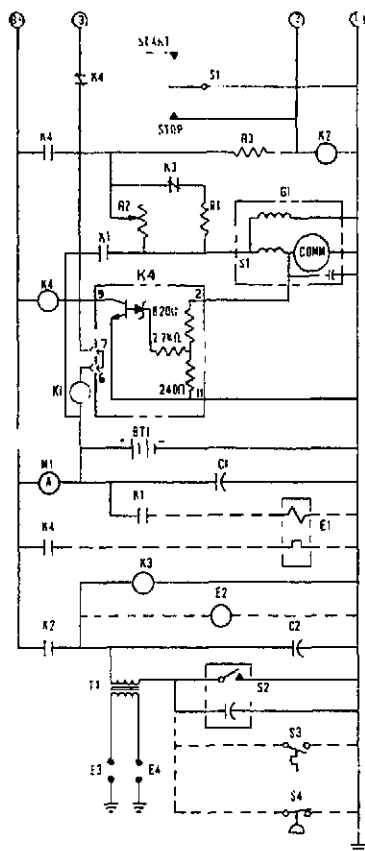 B+ (3) (2) (1)
START
S1
K4
STOP
K4 R3 K2
K3
R2 R1 G1
K1
S1 COMM
K4
K4 5 2
820Ω
2.7KΩ
7
6
K1 240Ω 11
BT1
+ -
M1 C1
A
K1
E1
K4
K3
E2
K2 C2
T1 S2
S3
E3 E4
S4